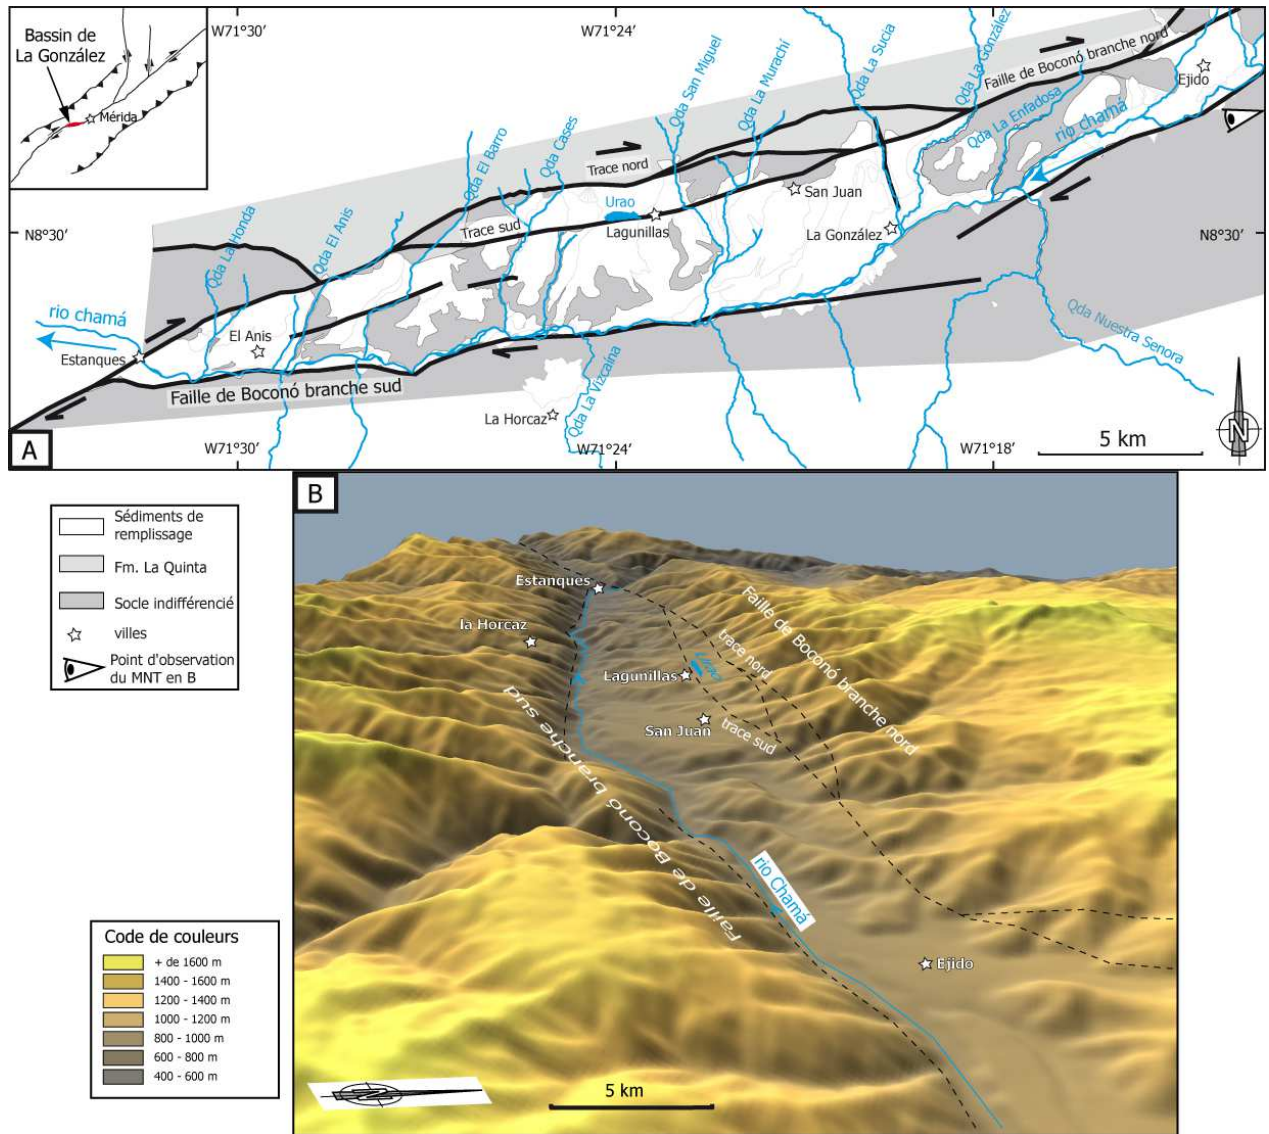 W71°30’
W71°24’
Bassin de
La González
Mérida
Qda San Miguel
Qda La Murachí
Qda La Sucia
Qda La González
Faille de Boconó branche nord
Ejido
Qda La Enfadosa
rio chamá
Qda El Barro
Qda Cases
Trace nord
San Juan
Urao
Lagunillas
Trace sud
La González
N8°30’
N8°30’
Qda La Honda
Qda El Anis
rio chamá
El Anis
Estanques
Qda Nuestra Senora
Faille de Boconó branche sud
La Horcaz
Qda La Vizcaína
A
W71°30’
W71°24’
W71°18’
5 km
N
B
Sédiments de
remplissage
Fm. La Quinta
Socle indifférencié
villes
Point d'observation
du MNT en B
Estanques
la Horcaz
Faille de Boconó branche nord
trace nord
Urao
Lagunillas
San Juan
trace sud
Faille de Boconó branche sud
rio Chamá
Ejido
Code de couleurs
+ de 1600 m
1400 - 1600 m
1200 - 1400 m
1000 - 1200 m
800 - 1000 m
600 - 800 m
400 - 600 m
N
5 km